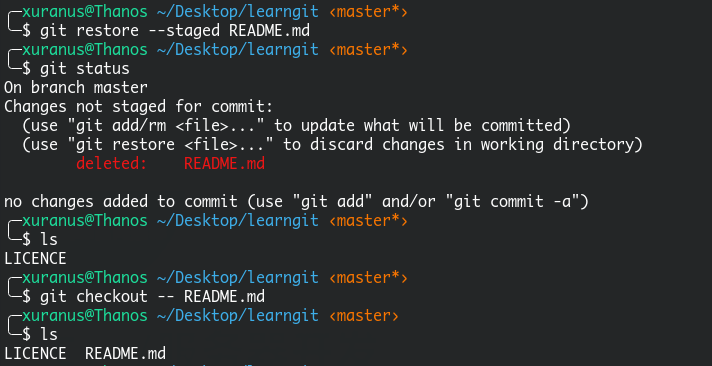 ╭─xuranus@Thanos ~/Desktop/learngit ‹master*›
╰─$ git restore --staged README.md
╭─xuranus@Thanos ~/Desktop/learngit ‹master*›
╰─$ git status
On branch master
Changes not staged for commit:
  (use "git add/rm <file>..." to update what will be committed)
  (use "git restore <file>..." to discard changes in working directory)
        deleted:    README.md

no changes added to commit (use "git add" and/or "git commit -a")
╭─xuranus@Thanos ~/Desktop/learngit ‹master*›
╰─$ ls
LICENCE
╭─xuranus@Thanos ~/Desktop/learngit ‹master*›
╰─$ git checkout -- README.md
╭─xuranus@Thanos ~/Desktop/learngit ‹master›
╰─$ ls
LICENCE  README.md